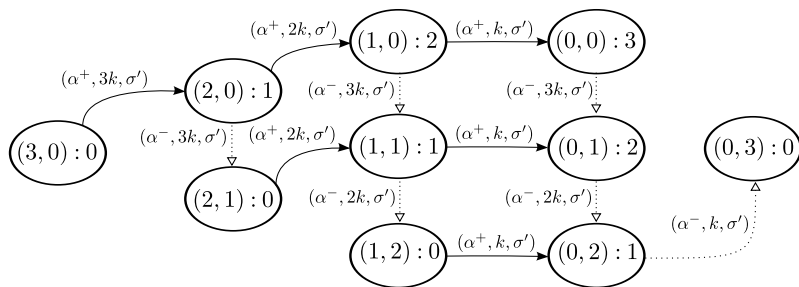 (α⁺, 2k, σ′)
(1, 0) : 2
(α⁺, k, σ′)
(0, 0) : 3
(α⁺, 3k, σ′)
(2, 0) : 1
(α⁻, 3k, σ′)
(α⁻, 3k, σ′)
(3, 0) : 0
(α⁻, 3k, σ′)
(α⁺, 2k, σ′)
(1, 1) : 1
(α⁺, k, σ′)
(0, 1) : 2
(0, 3) : 0
(2, 1) : 0
(α⁻, 2k, σ′)
(α⁻, 2k, σ′)
(1, 2) : 0
(α⁺, k, σ′)
(0, 2) : 1
(α⁻, k, σ′)